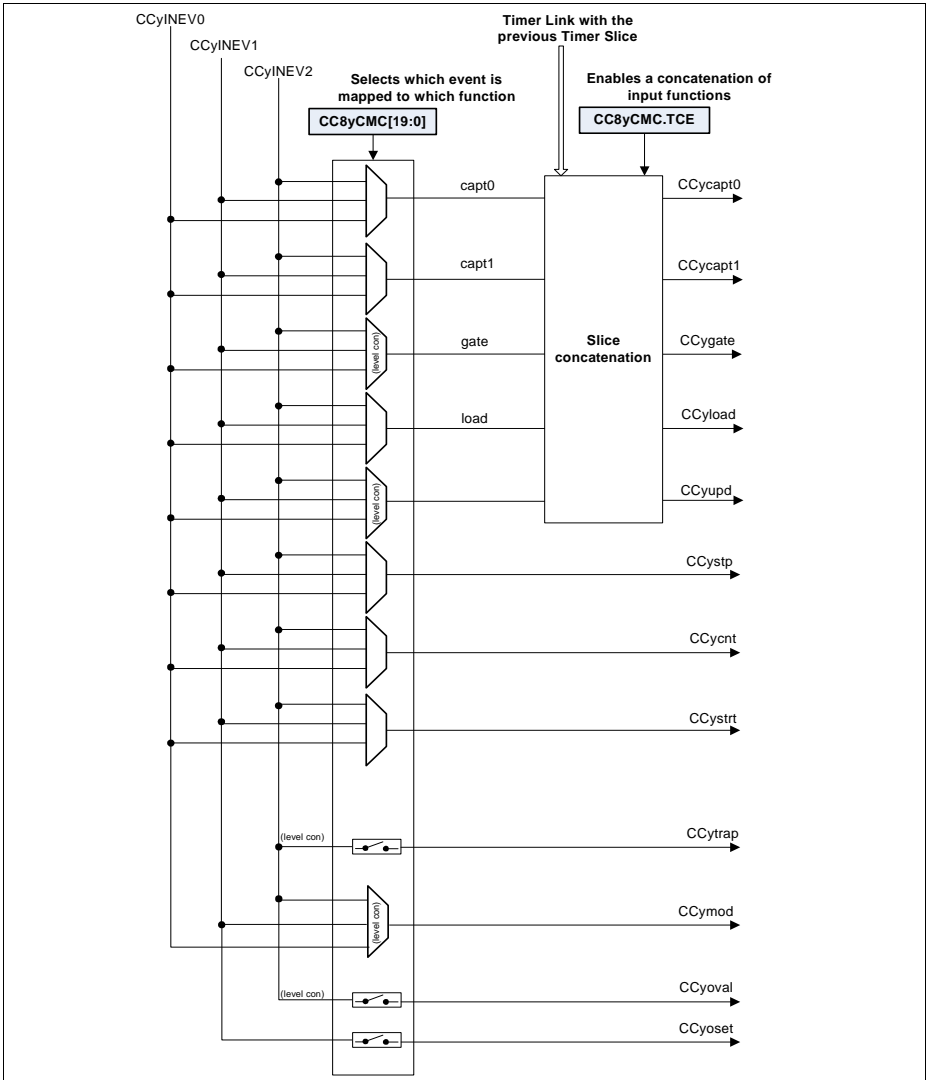 CCyINEV0
CCyINEV1
CCyINEV2
Timer Link with the
previous Timer Slice
Selects which event is
mapped to which function
Enables a concatenation of
input functions
CC8yCMC[19:0]
CC8yCMC.TCE
capt0
CCycapt0
capt1
CCycapt1
(level con)
gate
Slice
concatenation
CCygate
load
CCyload
(level con)
CCyupd
CCystp
CCycnt
CCystrt
(level con)
CCytrap
(level con)
CCymod
(level con)
CCyoval
CCyoset